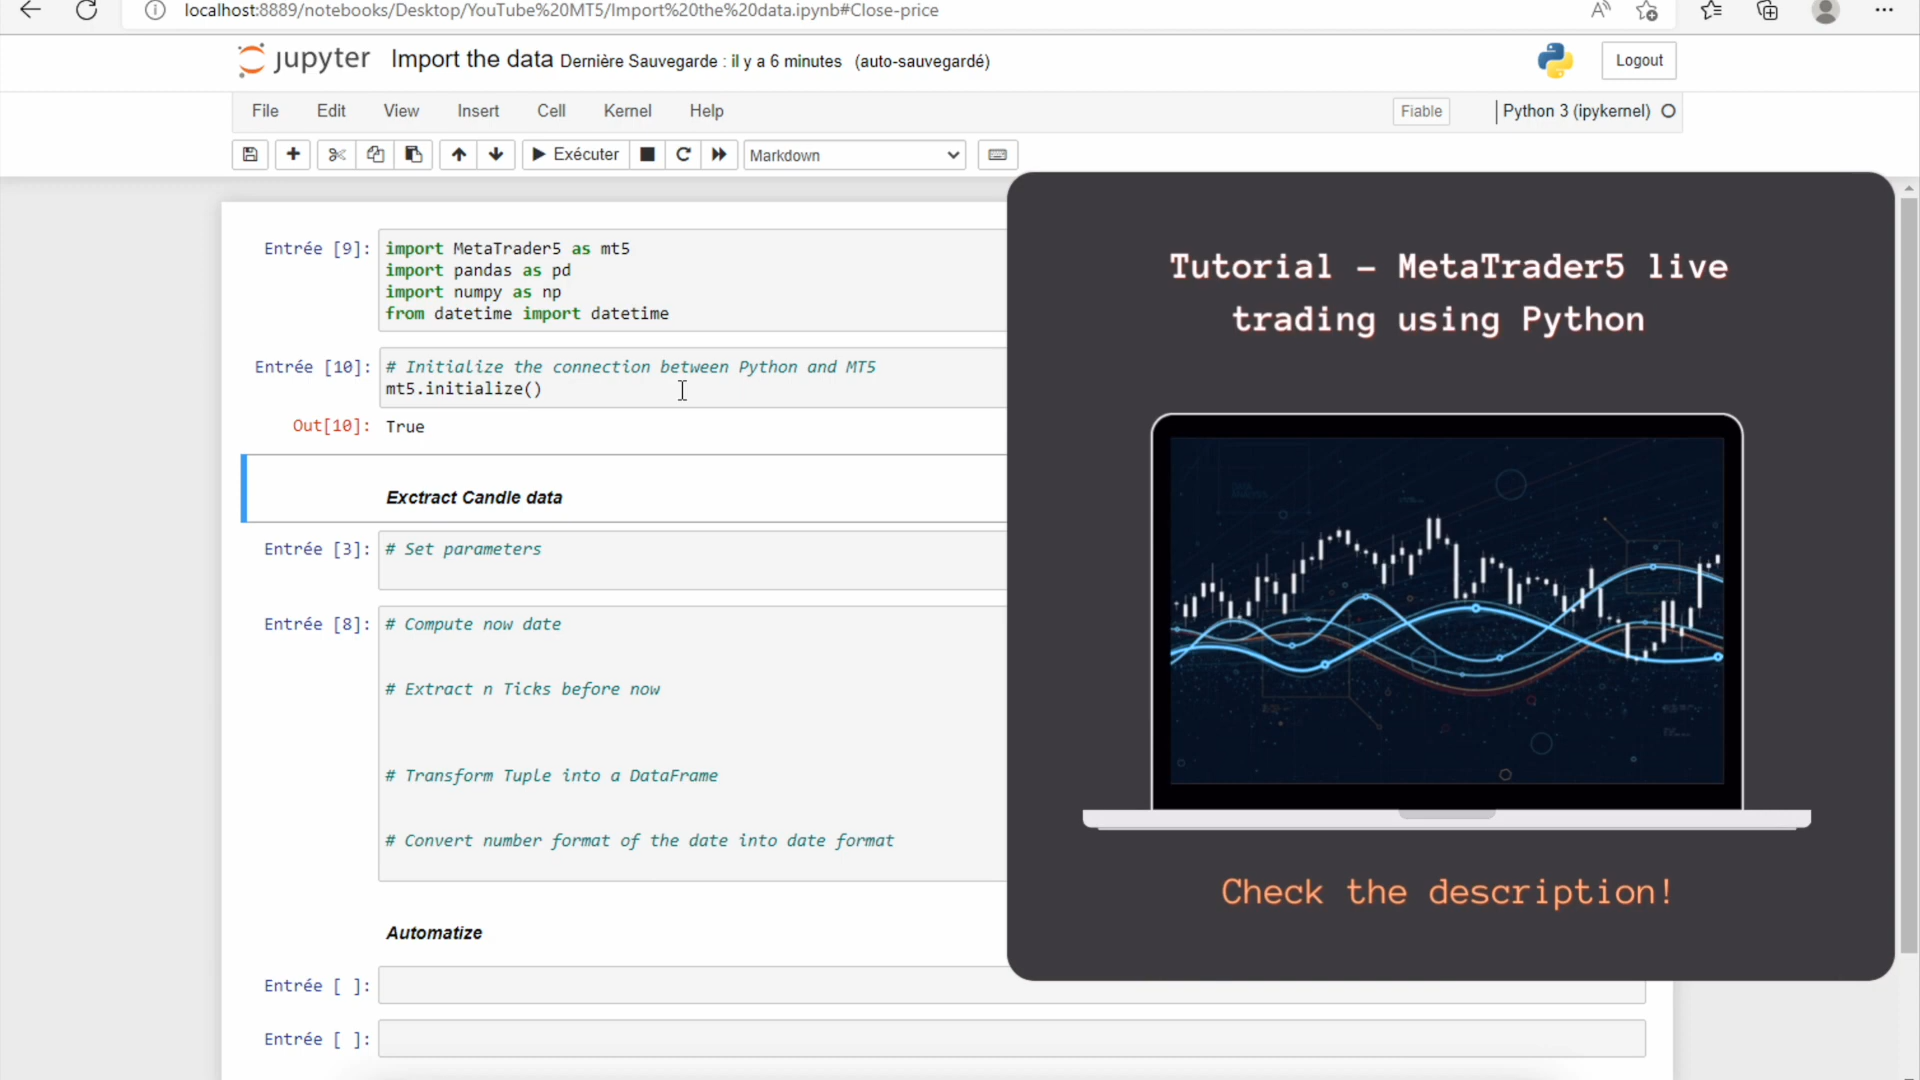 localhost:8889/notebooks/Desktop/YouTube%20MT5/Import%20the%20data.ipynb#Close-price
jupyter Import the data Dernière Sauvegarde : il y a 6 minutes (auto-sauvegardé)
Logout
File Edit View Insert Cell Kernel Help
Fiable
Python 3 (ipykernel)
Exécuter
Markdown
Entrée [9]: import MetaTrader5 as mt5
import pandas as pd
import numpy as np
from datetime import datetime
Entrée [10]: # Initialize the connection between Python and MT5
mt5.initialize()
Out[10]: True
Exctract Candle data
Entrée [3]: # Set parameters
Entrée [8]: # Compute now date
# Extract n Ticks before now
# Transform Tuple into a DataFrame
# Convert number format of the date into date format
Automatize
Entrée [ ]:
Entrée [ ]:
Tutorial - MetaTrader5 live
trading using Python
Check the description!